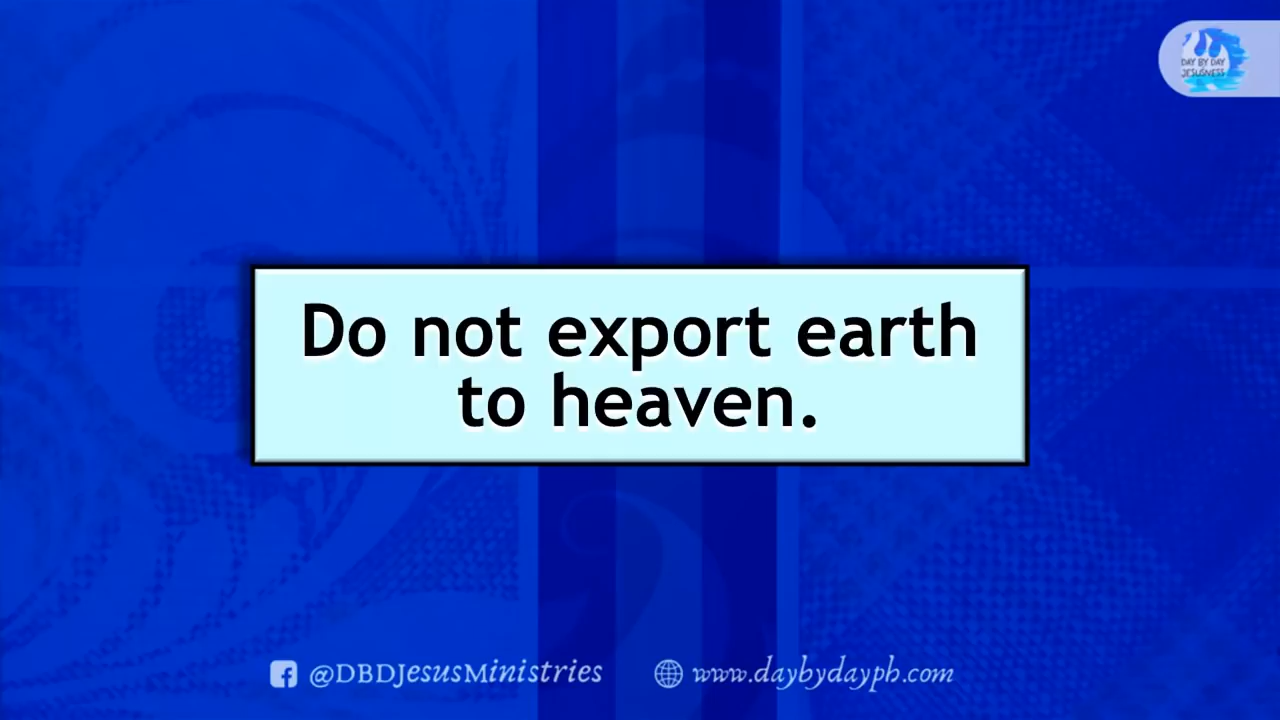 DAY BY DAY
JESUSNESS
Do not export earth
to heaven.
@DBDJesusMinistries
www.daybydayph.com